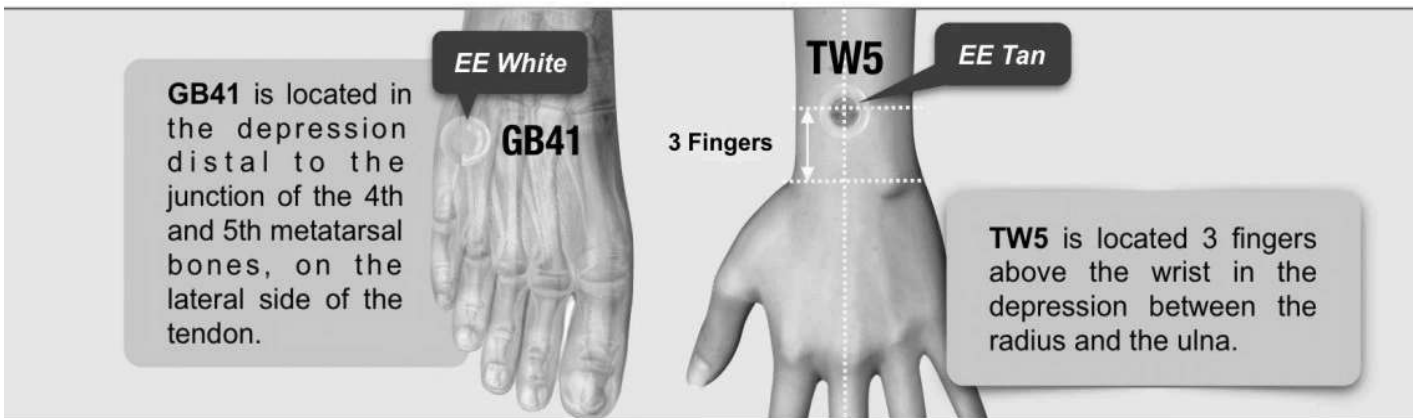 EE White
GB41 is located in
the depression
distal to the
junction of the 4th
and 5th metatarsal
bones, on the
lateral side of the
tendon.
GB41
TW5
EE Tan
3 Fingers
TW5 is located 3 fingers
above the wrist in the
depression between the
radius and the ulna.